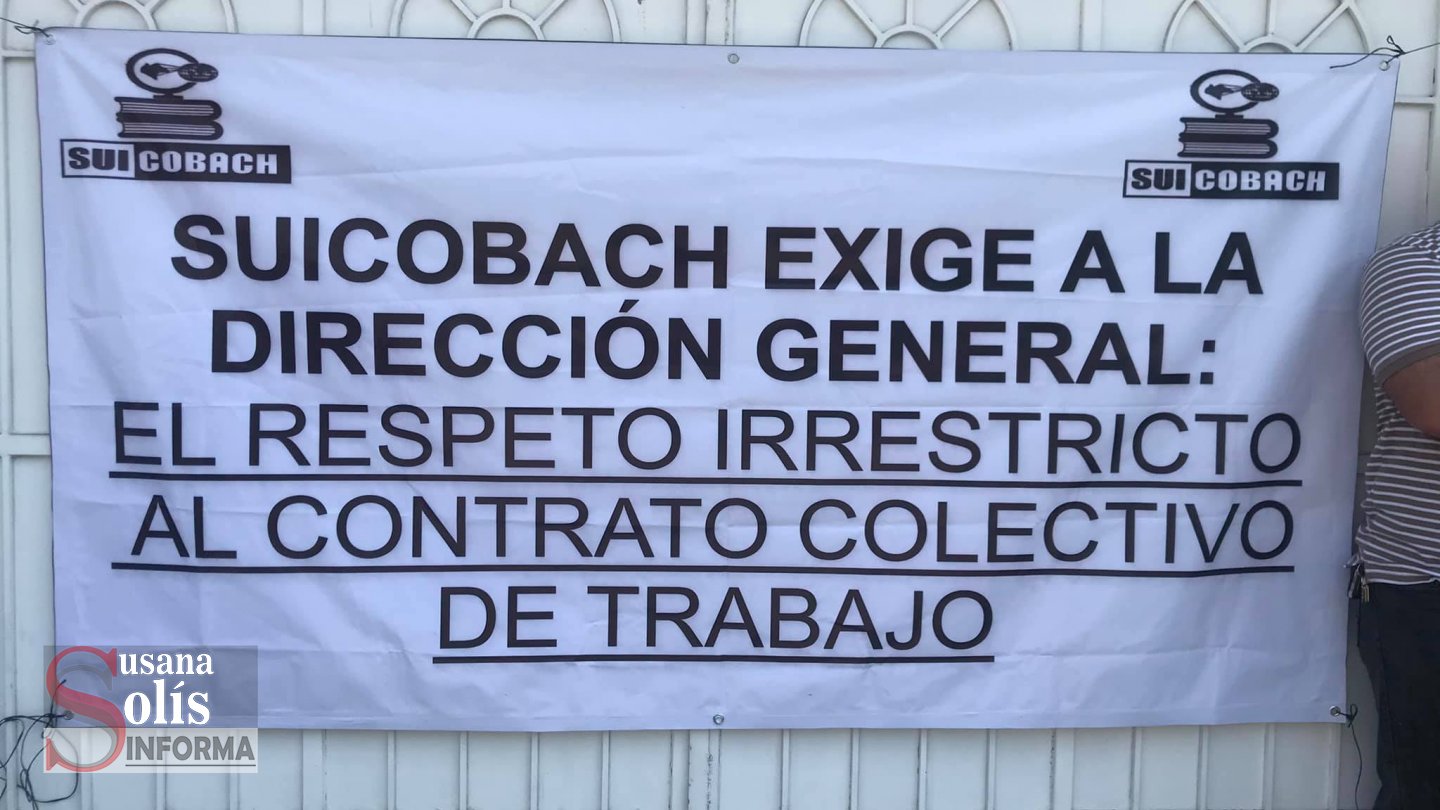 SUICOBACH
SUICOBACH
SUICOBACH EXIGE A LA
DIRECCIÓN GENERAL:
EL RESPETO IRRESTRICTO
AL CONTRATO COLECTIVO
DE TRABAJO
Susana
Solís
INFORMA